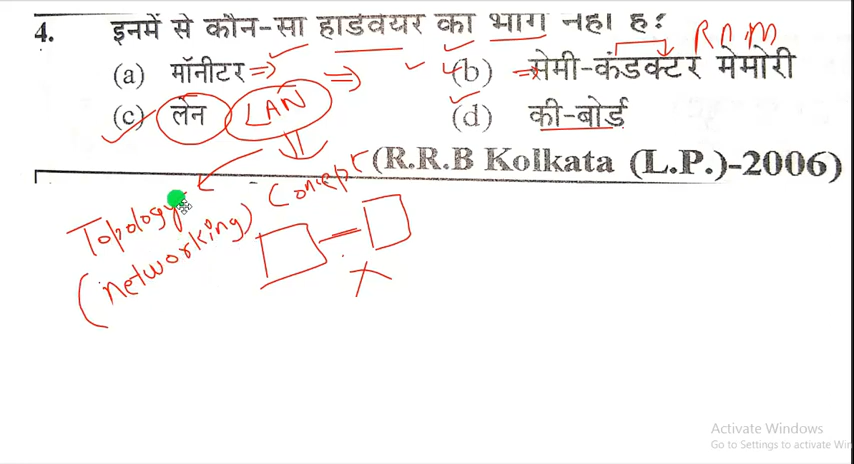 4. इनमें से कौन-सा हार्डवेयर का भाग नहीं है?
RAM
(a) मॉनीटर (b) सेमी-कंडक्टर मेमोरी
(c) लेन LAN (d) की-बोर्ड
(R.R.B Kolkata (L.P.)-2006)
Topology Concept
(networking)
Activate Windows
Go to Settings to activate Wi